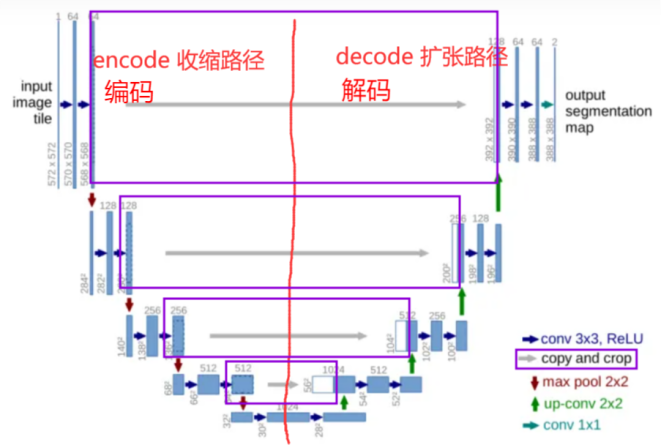 1 64 64
128 64 64 2
encode 收缩路径
编码
decode 扩张路径
解码
input
image
tile
output
segmentation
map
572 x 572
570 x 570
568 x 568
392 x 392
390 x 390
388 x 388
388 x 388
128 128
256 128
284²
282²
200²
198²
196²
256 256
512 256
140²
138²
104²
102²
100²
512 512
1024 512
68²
66²
56²
54²
52²
1024
32²
30²
28²
conv 3x3, ReLU
copy and crop
max pool 2x2
up-conv 2x2
conv 1x1